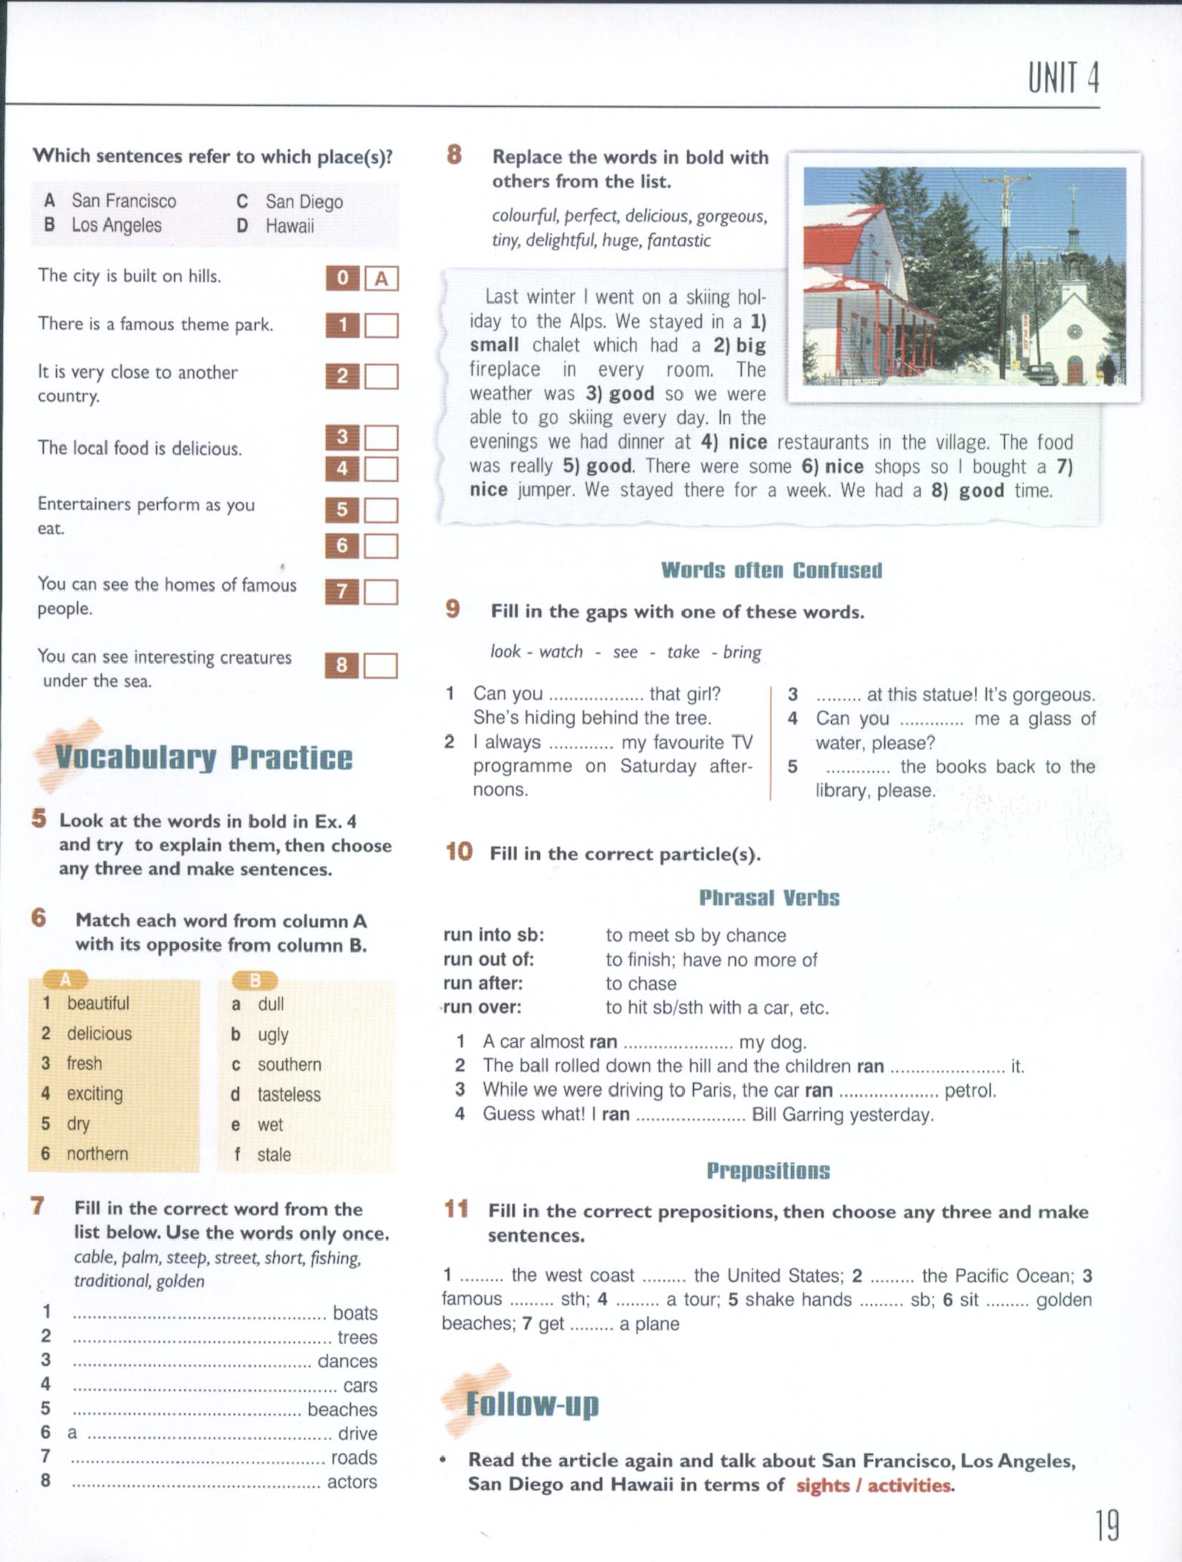 UNIT 4
Which sentences refer to which place(s)?
A San Francisco C San Diego
B Los Angeles D Hawaii
The city is built on hills. 0 A
There is a famous theme park. 1
It is very close to another 2
country.
The local food is delicious. 3
4
Entertainers perform as you 5
eat. 6
You can see the homes of famous 7
people.
You can see interesting creatures 8
under the sea.
Vocabulary Practice
5 Look at the words in bold in Ex. 4
and try to explain them, then choose
any three and make sentences.
6 Match each word from column A
with its opposite from column B.
A B
1 beautiful a dull
2 delicious b ugly
3 fresh c southern
4 exciting d tasteless
5 dry e wet
6 northern f stale
7 Fill in the correct word from the
list below. Use the words only once.
cable, palm, steep, street, short, fishing,
traditional, golden
1 .............................................. boats
2 .............................................. trees
3 .............................................. dances
4 .............................................. cars
5 .............................................. beaches
6 a .............................................. drive
7 .............................................. roads
8 .............................................. actors
8 Replace the words in bold with
others from the list.
colourful, perfect, delicious, gorgeous,
tiny, delightful, huge, fantastic
Last winter I went on a skiing hol-
iday to the Alps. We stayed in a 1)
small chalet which had a 2) big
fireplace in every room. The
weather was 3) good so we were
able to go skiing every day. In the
evenings we had dinner at 4) nice restaurants in the village. The food
was really 5) good. There were some 6) nice shops so I bought a 7)
nice jumper. We stayed there for a week. We had a 8) good time.
Words often Confused
9 Fill in the gaps with one of these words.
look - watch - see - take - bring
1 Can you ................... that girl?
She's hiding behind the tree.
2 I always ............. my favourite TV
programme on Saturday after-
noons.
3 ......... at this statue! It's gorgeous.
4 Can you ............. me a glass of
water, please?
5 ............. the books back to the
library, please.
10 Fill in the correct particle(s).
Phrasal Verbs
run into sb: to meet sb by chance
run out of: to finish; have no more of
run after: to chase
run over: to hit sb/sth with a car, etc.
1 A car almost ran ...................... my dog.
2 The ball rolled down the hill and the children ran ....................... it.
3 While we were driving to Paris, the car ran .................... petrol.
4 Guess what! I ran ...................... Bill Garring yesterday.
Prepositions
11 Fill in the correct prepositions, then choose any three and make
sentences.
1 ......... the west coast ......... the United States; 2 ......... the Pacific Ocean; 3
famous ......... sth; 4 ......... a tour; 5 shake hands ......... sb; 6 sit ......... golden
beaches; 7 get ......... a plane
Follow-up
• Read the article again and talk about San Francisco, Los Angeles,
San Diego and Hawaii in terms of sights / activities.
19